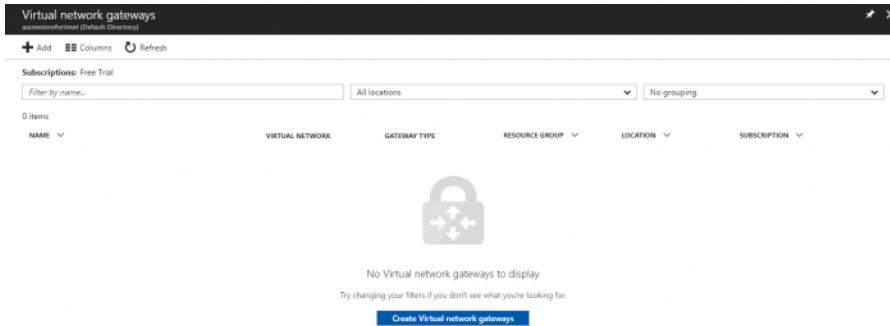 Virtual network gateways
azurestorefortinet (Default Directory)
Add Columns Refresh
Subscriptions: Free Trial
Filter by name... All locations No grouping
0 items
NAME VIRTUAL NETWORK GATEWAY TYPE RESOURCE GROUP LOCATION SUBSCRIPTION
No Virtual network gateways to display
Try changing your filters if you don't see what you're looking for.
Create Virtual network gateways